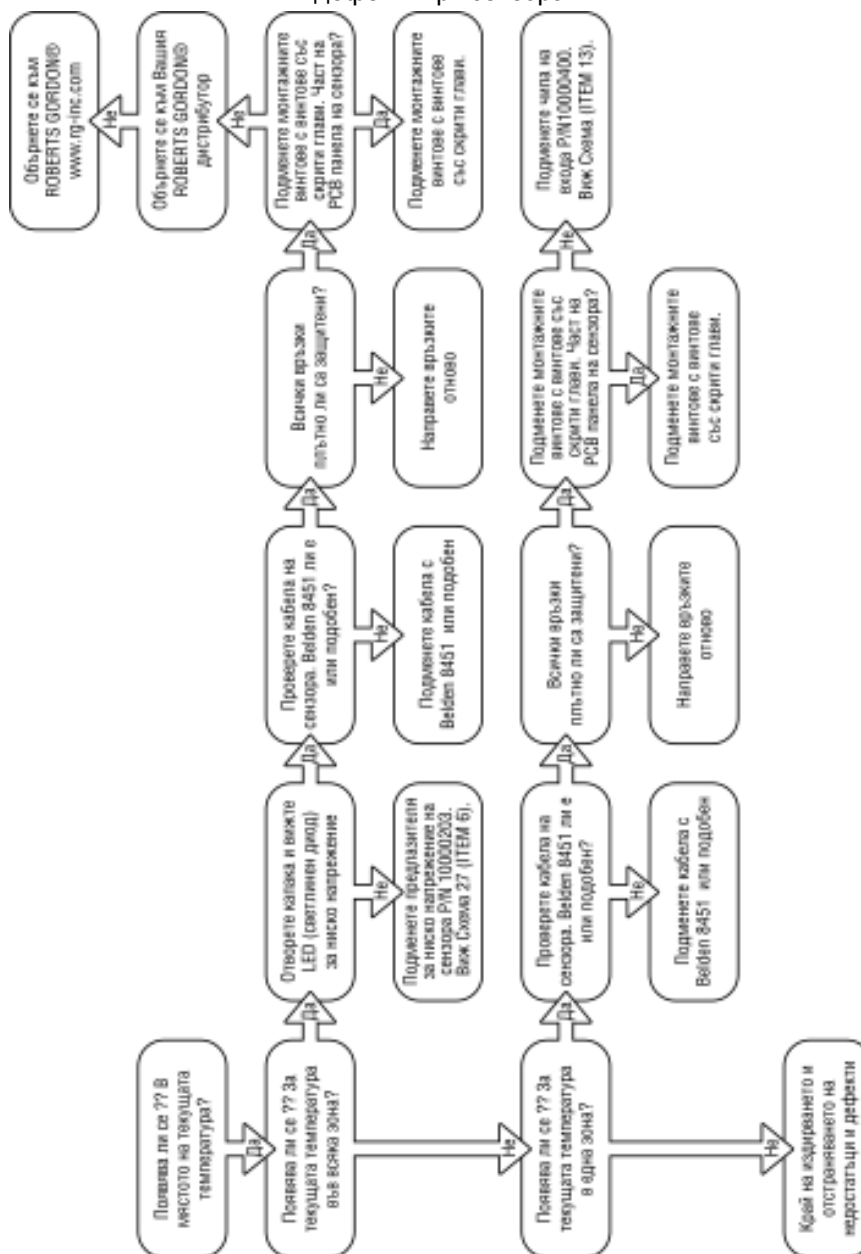 Появява ли се ?? В
мястото на текущата
температура?
Да
Появява ли се ?? За
текущата температура
във всяка зона?
Да
Отворете капака и вижте
LED (светлинен диод)
за ниско напрежение
Да
Проверете кабела на
сензора. Belden 8451 ли е
или подобен?
Да
Всички връзки
плътно ли са защитени?
Да
Подменете монтажните
винтове с винтове със
скрити глави. Част на
PCB панела на сензора?
Не
Обърнете се към Вашия
ROBERTS GORDON®
дистрибутор
Не
Обърнете се към
ROBERTS GORDON®
www.rg-inc.com
Да
Подменете монтажните
винтове с винтове
със скрити глави.
Не
Направете връзките
отново
Не
Подменете кабела с
Belden 8451 или подобен
Не
Подменете предпазителя
за ниско напрежение на
сензора P/N 10000203.
Виж Схема 27 (ITEM 6).
Не
Появява ли се ?? За
текущата температура
в една зона?
Да
Проверете кабела на
сензора. Belden 8451 ли е
или подобен?
Да
Всички връзки
плътно ли са защитени?
Да
Подменете монтажните
винтове с винтове със
скрити глави. Част на
PCB панела на сензора?
Не
Подменете чипа на
входа P/N10000400.
Виж Схема (ITEM 13).
Да
Подменете монтажните
винтове с винтове
със скрити глави.
Не
Направете връзките
отново
Не
Подменете кабела с
Belden 8451 или подобен
Не
Край на издирването и
отстраняването на
недостатъци и дефекти